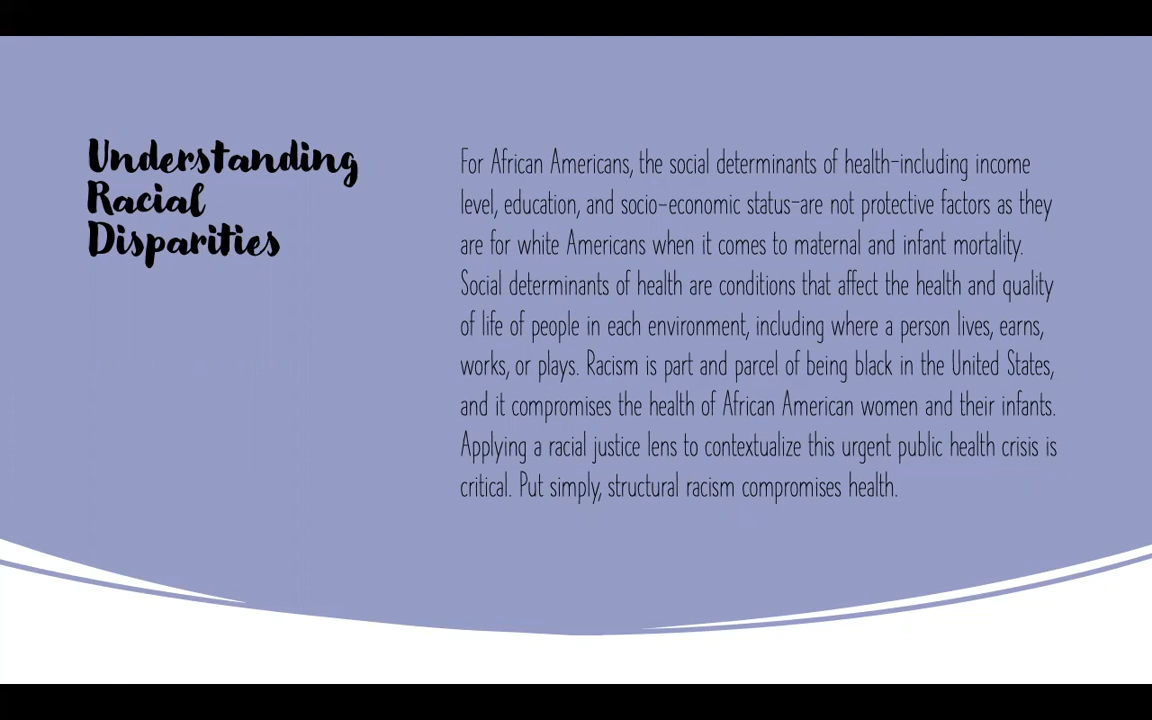 Understanding
Racial
Disparities
For African Americans, the social determinants of health-including income
level, education, and socio-economic status-are not protective factors as they
are for white Americans when it comes to maternal and infant mortality.
Social determinants of health are conditions that affect the health and quality
of life of people in each environment, including where a person lives, earns,
works, or plays. Racism is part and parcel of being black in the United States,
and it compromises the health of African American women and their infants.
Applying a racial justice lens to contextualize this urgent public health crisis is
critical. Put simply, structural racism compromises health.